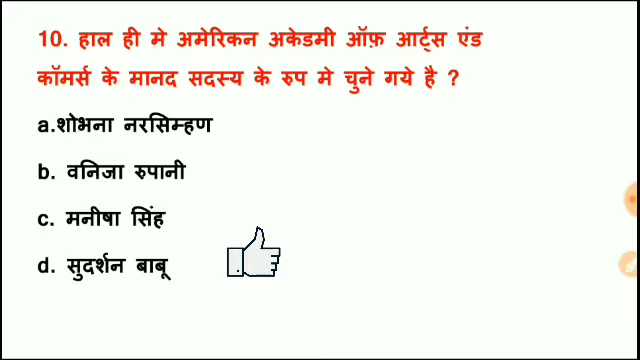 10. हाल ही मे अमेरिकन अकेडमी ऑफ़ आर्ट्स एंड
कॉमर्स के मानद सदस्य के रुप मे चुने गये है ?
a.शोभना नरसिम्हण
b. वनिजा रुपानी
c. मनीषा सिंह
d. सुदर्शन बाबू